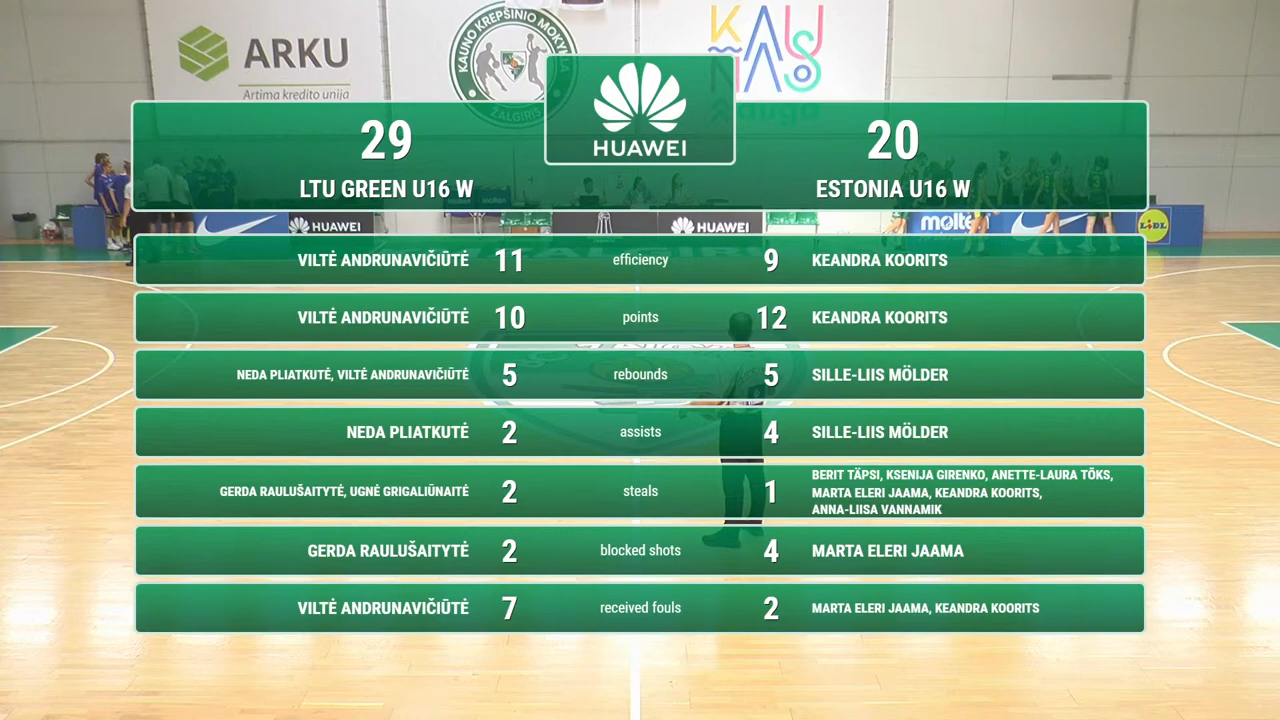 ARKU
Artima kredito unija
KAUNO KREPŠINIO MOKYKLA
ŽALGIRIS
KAU
NAS
HUAWEI
29
LTU GREEN U16 W
20
ESTONIA U16 W
HUAWEI
HUAWEI
molten
LIDL
VILTĖ ANDRUNAVIČIŪTĖ 11 efficiency 9 KEANDRA KOORITS
VILTĖ ANDRUNAVIČIŪTĖ 10 points 12 KEANDRA KOORITS
NEDA PLIATKUTĖ, VILTĖ ANDRUNAVIČIŪTĖ 5 rebounds 5 SILLE-LIIS MÖLDER
NEDA PLIATKUTĖ 2 assists 4 SILLE-LIIS MÖLDER
GERDA RAULUŠAITYTĖ, UGNĖ GRIGALIŪNAITĖ 2 steals 1 BERIT TÄPSI, KSENIJA GIRENKO, ANETTE-LAURA TÕKS,
MARTA ELERI JAAMA, KEANDRA KOORITS,
ANNA-LIISA VANNAMIK
GERDA RAULUŠAITYTĖ 2 blocked shots 4 MARTA ELERI JAAMA
VILTĖ ANDRUNAVIČIŪTĖ 7 received fouls 2 MARTA ELERI JAAMA, KEANDRA KOORITS